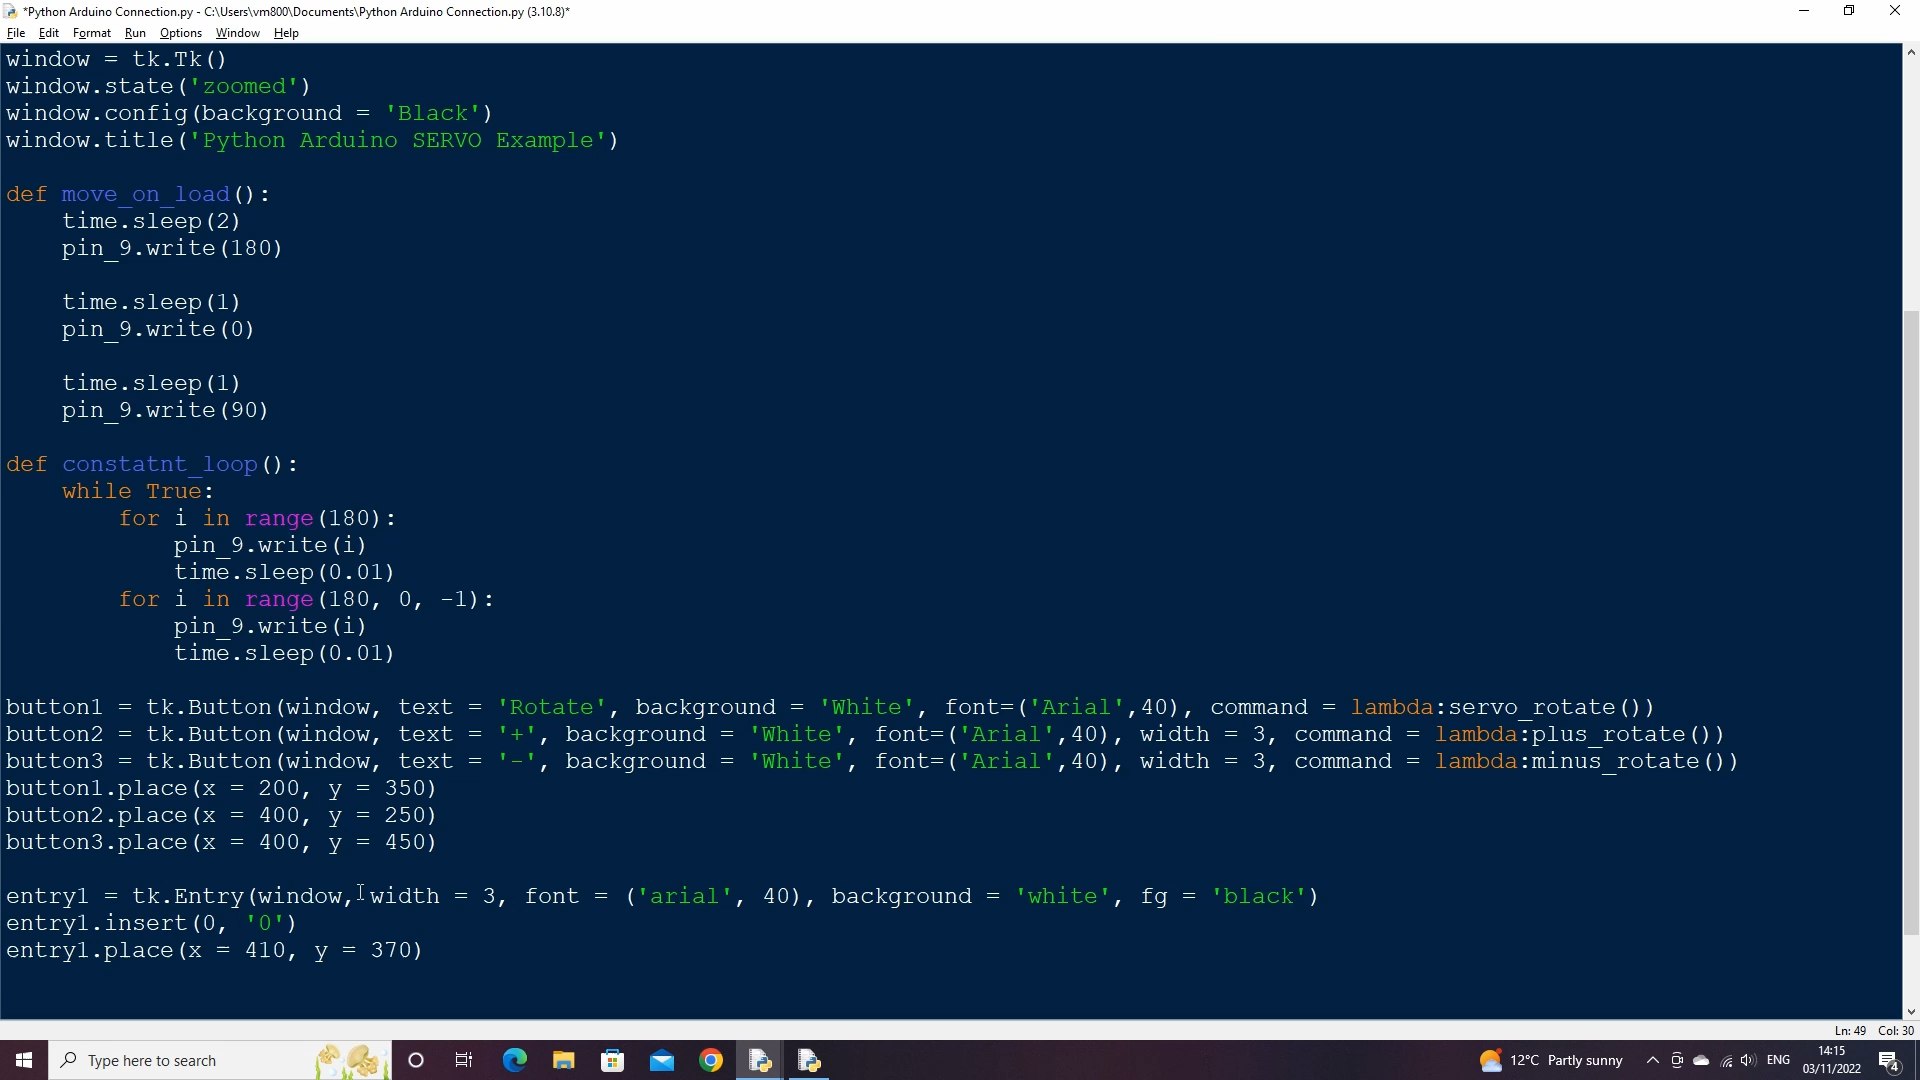 *Python Arduino Connection.py - C:\Users\vm800\Documents\Python Arduino Connection.py (3.10.8)*
File Edit Format Run Options Window Help
window = tk.Tk()
window.state('zoomed')
window.config(background = 'Black')
window.title('Python Arduino SERVO Example')
def move_on_load():
    time.sleep(2)
    pin_9.write(180)
    time.sleep(1)
    pin_9.write(0)
    time.sleep(1)
    pin_9.write(90)
def constatnt_loop():
    while True:
        for i in range(180):
            pin_9.write(i)
            time.sleep(0.01)
        for i in range(180, 0, -1):
            pin_9.write(i)
            time.sleep(0.01)
button1 = tk.Button(window, text = 'Rotate', background = 'White', font=('Arial',40), command = lambda:servo_rotate())
button2 = tk.Button(window, text = '+', background = 'White', font=('Arial',40), width = 3, command = lambda:plus_rotate())
button3 = tk.Button(window, text = '-', background = 'White', font=('Arial',40), width = 3, command = lambda:minus_rotate())
button1.place(x = 200, y = 350)
button2.place(x = 400, y = 250)
button3.place(x = 400, y = 450)
entry1 = tk.Entry(window, width = 3, font = ('arial', 40), background = 'white', fg = 'black')
entry1.insert(0, '0')
entry1.place(x = 410, y = 370)
Ln: 49 Col: 30
Type here to search
12°C Partly sunny
ENG
14:15
03/11/2022
4